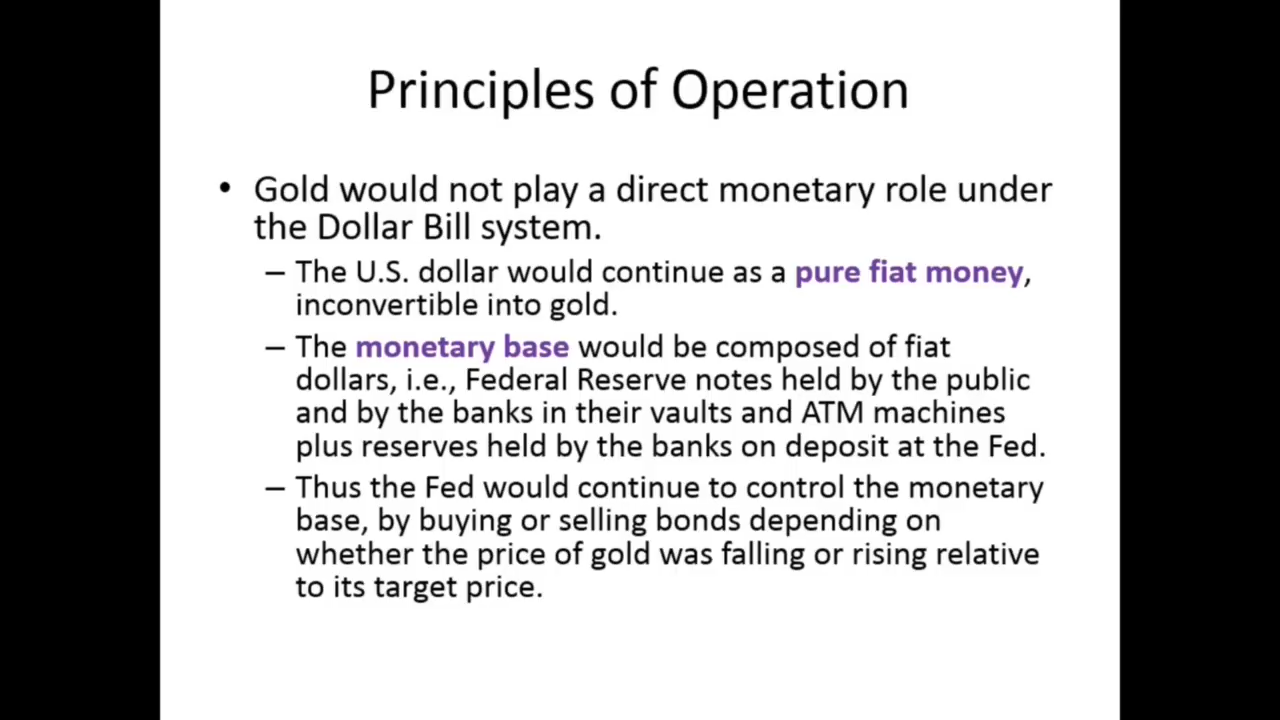 Principles of Operation
• Gold would not play a direct monetary role under
the Dollar Bill system.
– The U.S. dollar would continue as a pure fiat money,
inconvertible into gold.
– The monetary base would be composed of fiat
dollars, i.e., Federal Reserve notes held by the public
and by the banks in their vaults and ATM machines
plus reserves held by the banks on deposit at the Fed.
– Thus the Fed would continue to control the monetary
base, by buying or selling bonds depending on
whether the price of gold was falling or rising relative
to its target price.